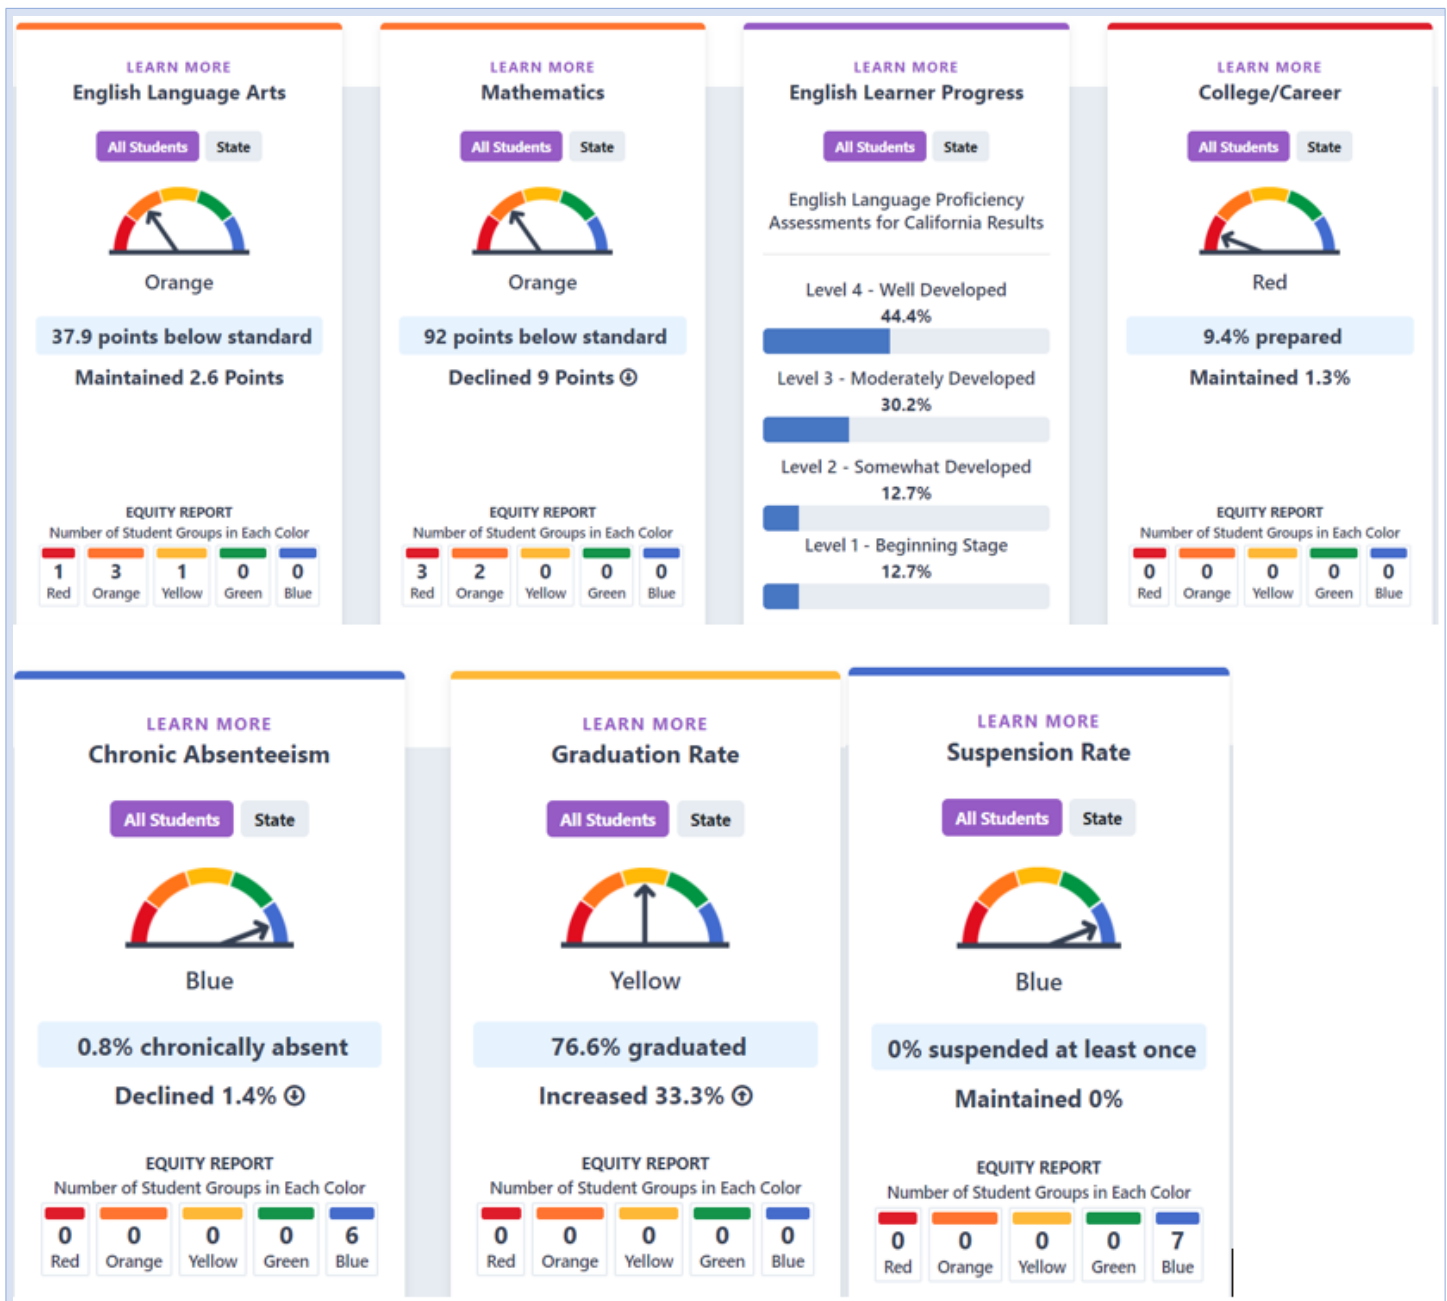 LEARN MORE
English Language Arts
All Students State
Orange
37.9 points below standard
Maintained 2.6 Points
EQUITY REPORT
Number of Student Groups in Each Color
1 3 1 0 0
Red Orange Yellow Green Blue
LEARN MORE
Mathematics
All Students State
Orange
92 points below standard
Declined 9 Points
EQUITY REPORT
Number of Student Groups in Each Color
3 2 0 0 0
Red Orange Yellow Green Blue
LEARN MORE
English Learner Progress
All Students State
English Language Proficiency
Assessments for California Results
Level 4 - Well Developed
44.4%
Level 3 - Moderately Developed
30.2%
Level 2 - Somewhat Developed
12.7%
Level 1 - Beginning Stage
12.7%
LEARN MORE
College/Career
All Students State
Red
9.4% prepared
Maintained 1.3%
EQUITY REPORT
Number of Student Groups in Each Color
0 0 0 0 0
Red Orange Yellow Green Blue
LEARN MORE
Chronic Absenteeism
All Students State
Blue
0.8% chronically absent
Declined 1.4%
EQUITY REPORT
Number of Student Groups in Each Color
0 0 0 0 6
Red Orange Yellow Green Blue
LEARN MORE
Graduation Rate
All Students State
Yellow
76.6% graduated
Increased 33.3%
EQUITY REPORT
Number of Student Groups in Each Color
0 0 0 0 0
Red Orange Yellow Green Blue
LEARN MORE
Suspension Rate
All Students State
Blue
0% suspended at least once
Maintained 0%
EQUITY REPORT
Number of Student Groups in Each Color
0 0 0 0 7
Red Orange Yellow Green Blue